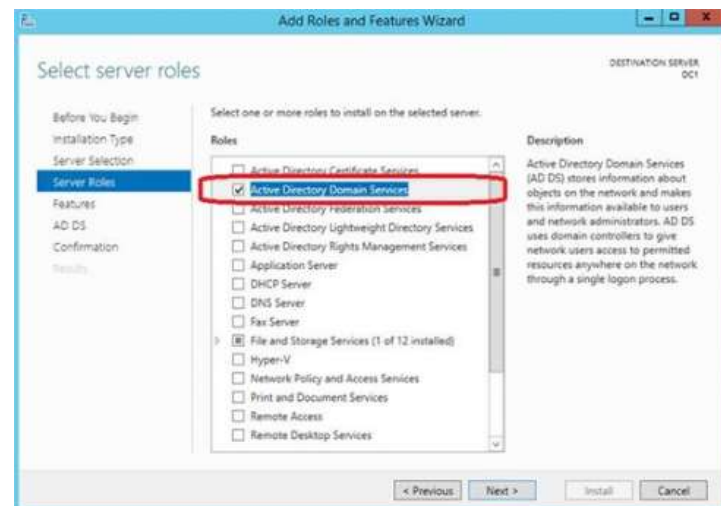 Add Roles and Features Wizard
Select server roles
DESTINATION SERVER
DC1
Before You Begin
Installation Type
Server Selection
Server Roles
Features
AD DS
Confirmation
Results
Select one or more roles to install on the selected server.
Roles
Active Directory Certificate Services
Active Directory Domain Services
Active Directory Federation Services
Active Directory Lightweight Directory Services
Active Directory Rights Management Services
Application Server
DHCP Server
DNS Server
Fax Server
File and Storage Services (1 of 12 installed)
Hyper-V
Network Policy and Access Services
Print and Document Services
Remote Access
Remote Desktop Services
Description
Active Directory Domain Services
(AD DS) stores information about
objects on the network and makes
this information available to users
and network administrators. AD DS
uses domain controllers to give
network users access to permitted
resources anywhere on the network
through a single logon process.
< Previous
Next >
Install
Cancel